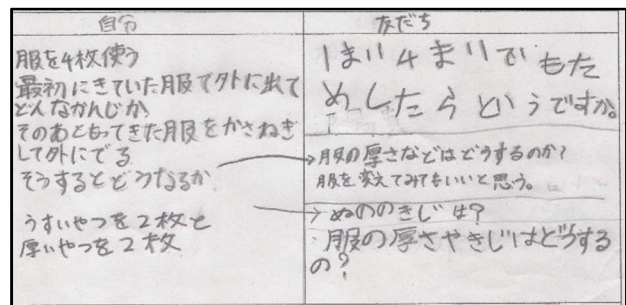 自分
服を4枚使う
最初にきていた服で外に出て
どんなかんじか
そのあともってきた服をかさねぎ
して外にでる
そうするとどうなるか
うすいやつを2枚と
厚いやつを2枚
友だち
1まい4まいでもた
めしたらどいうですか。
→服の厚さなどはどうするのか?
服を変えてみてもいいと思う。
→ぬののきじは?
服の厚さやきじはどうする
の?